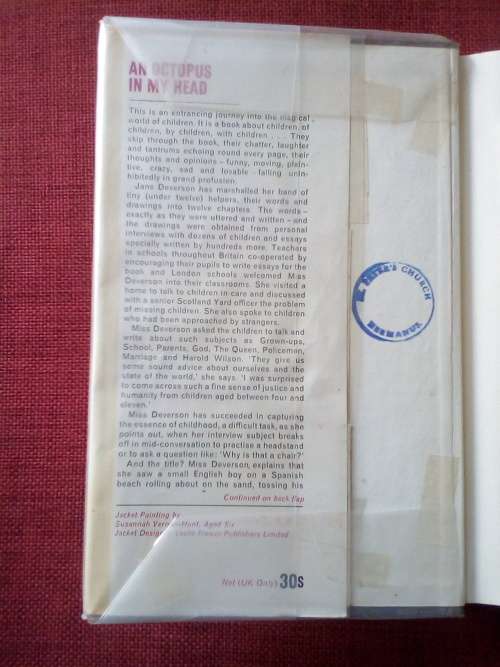 AN OCTOPUS
IN MY HEAD
This is an entrancing journey into the magical
world of children. It is a book about children, of
children, by children, with children . . . They
skip through the book, their chatter, laughter
and tantrums echoing round every page, their
thoughts and opinions – funny, moving, plain-
tive, crazy, sad and lovable – falling unin-
hibitedly in grand profusion.
Jane Deverson has marshalled her band of
tiny (under twelve) helpers, their words and
drawings into twelve chapters. The words –
exactly as they were uttered and written – and
the drawings were obtained from personal
interviews with dozens of children and essays
specially written by hundreds more. Teachers
in schools throughout Britain co-operated by
encouraging their pupils to write essays for the
book and London schools welcomed Miss
Deverson into their classrooms. She visited a
home to talk to children in care and discussed
with a senior Scotland Yard officer the problem
of missing children. She also spoke to children
who had been approached by strangers.
Miss Deverson asked the children to talk and
write about such subjects as Grown-ups,
School, Parents, God, The Queen, Policemen,
Marriage and Harold Wilson. 'They give us
some sound advice about ourselves and the
state of the world,' she says. 'I was surprised
to come across such a fine sense of justice and
humanity from children aged between four and
eleven.'
Miss Deverson has succeeded in capturing
the essence of childhood, a difficult task, as she
points out, when her interview subject breaks
off in mid-conversation to practise a headstand
or to ask a question like: 'Why is that a chair?'
And the title? Miss Deverson explains that
she saw a small English boy on a Spanish
beach rolling about on the sand, tossing his
Continued on back flap
Jacket Painting by
Susannah Hunt, Aged Six
Jacket Design Leslie Frewin Publishers Limited
Net (UK Only) 30s
ST. PETER'S CHURCH
HERMANUS